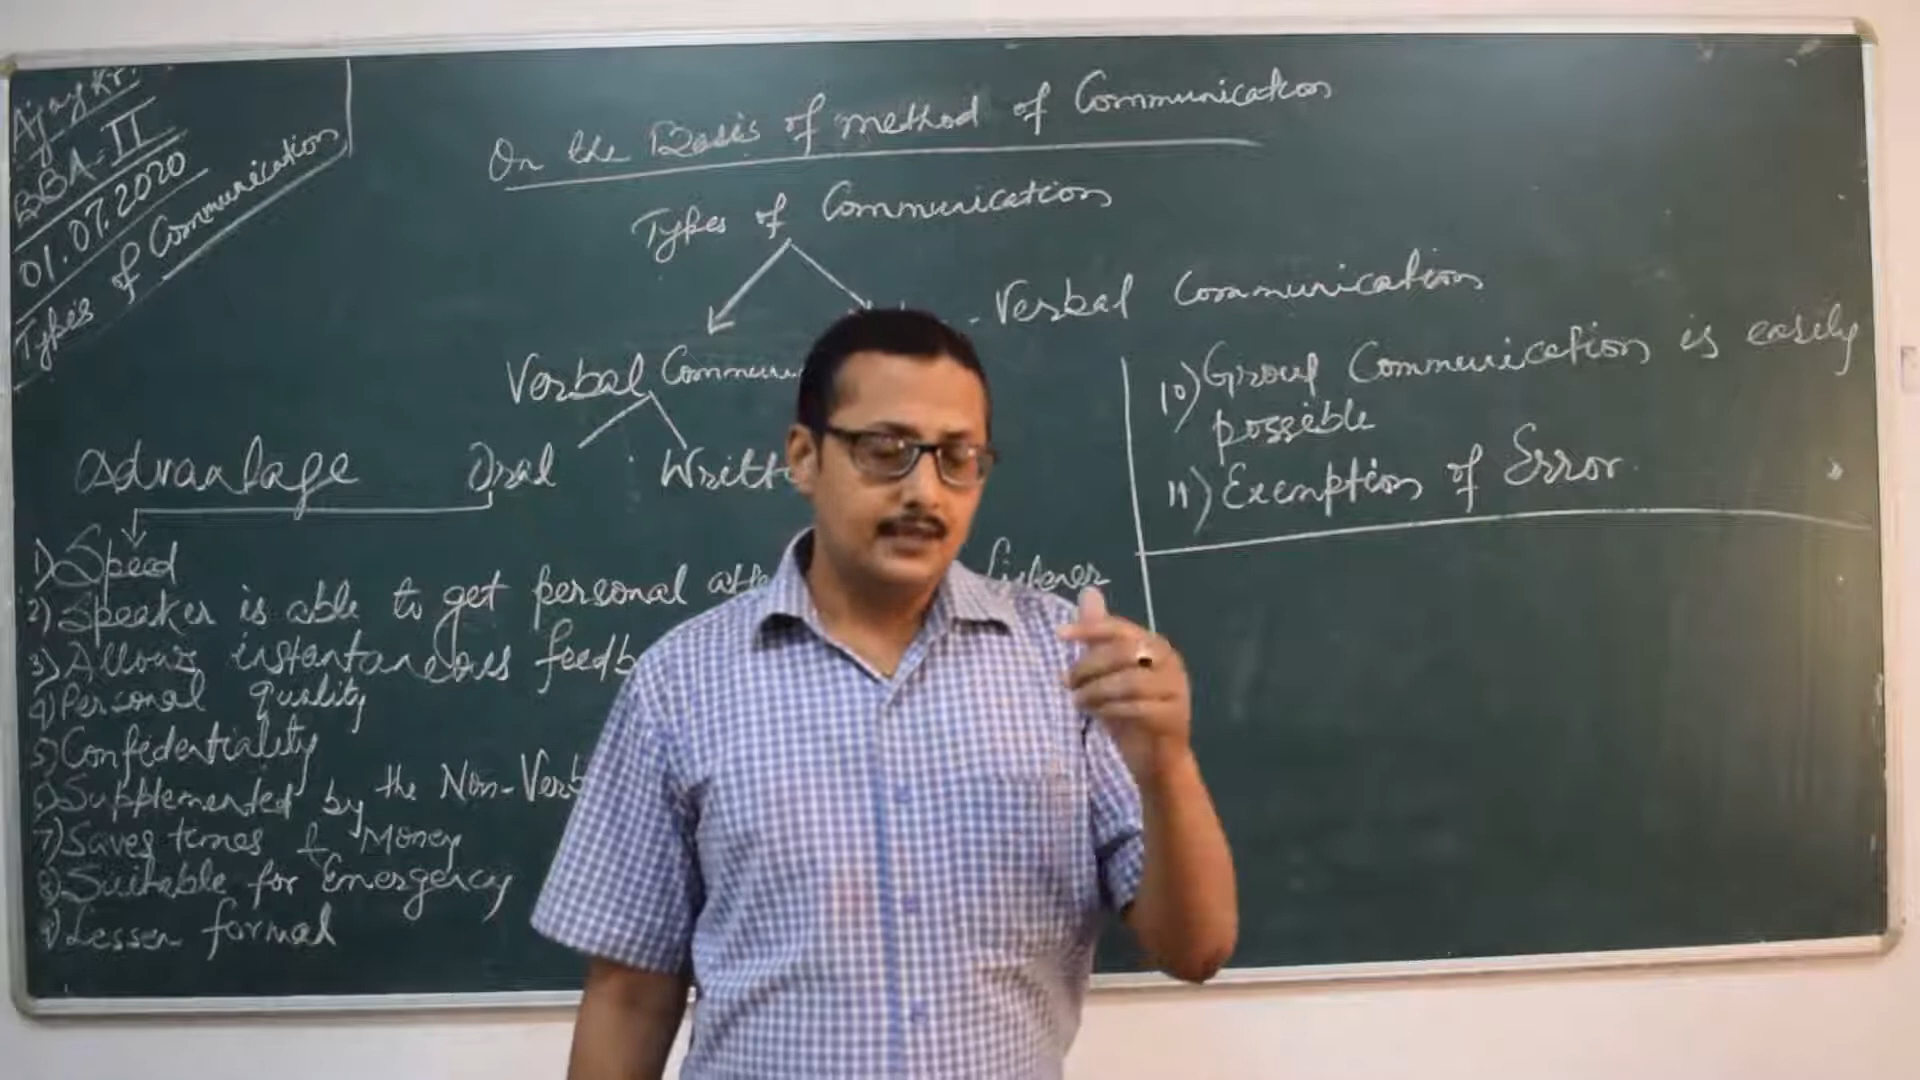 Ajay Kr.
BBA-II
01.07.2020
Types of Communication
On the Basis of method of Communication
Types of Communication
Verbal Communication
Verbal
Advantage Oral
1) Speed
2) Speaker is able to get personal Listener
3) Allows instantaneous
4) Personal quality
5) Confidentiality
6) Supplemented by the Non-
7) Saves times & Money
8) Suitable for Emergency
9) Lesser formal
10) Group Communication is easily
possible
11) Exemption of Error